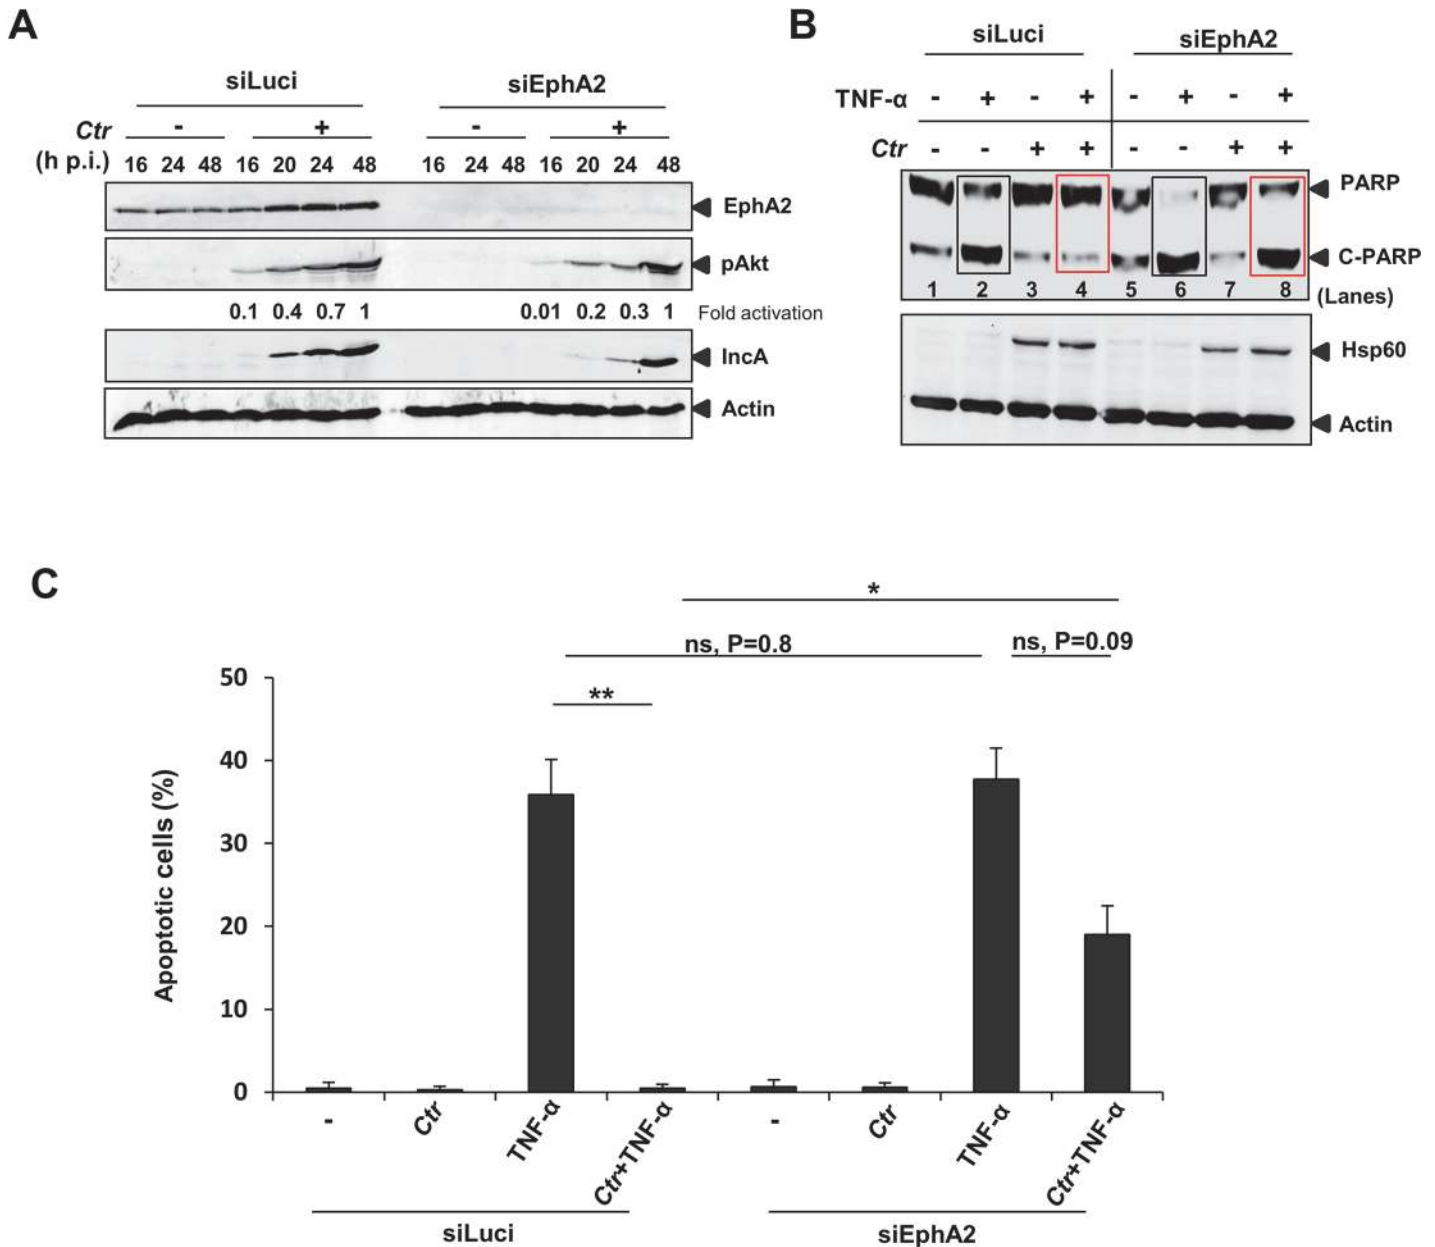 A
siLuci siEphA2
Ctr - + - +
(h p.i.) 16 24 48 16 20 24 48 16 24 48 16 20 24 48
EphA2
pAkt
0.1 0.4 0.7 1 0.01 0.2 0.3 1 Fold activation
IncA
Actin
B
siLuci siEphA2
TNF-α - + - + - + - +
Ctr - - + + - - + +
PARP
C-PARP
1 2 3 4 5 6 7 8 (Lanes)
Hsp60
Actin
C
*
ns, P=0.8 ns, P=0.09
**
50
40
30
20
10
0
Apoptotic cells (%)
- Ctr TNF-α Ctr+TNF-α - Ctr TNF-α Ctr+TNF-α
siLuci siEphA2